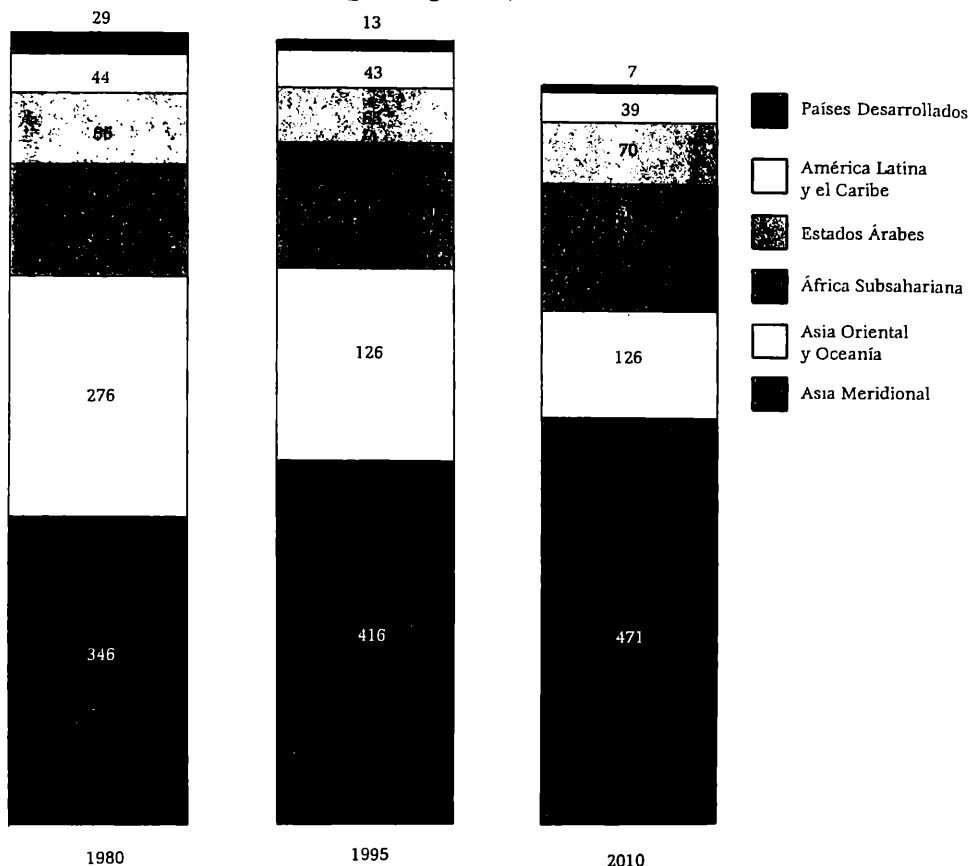 29
13
7
44
43
39
70
276
126
126
346
416
471
1980
1995
2010
Países Desarrollados
América Latina
y el Caribe
Estados Árabes
África Subsahariana
Asia Oriental
y Oceanía
Asia Meridional